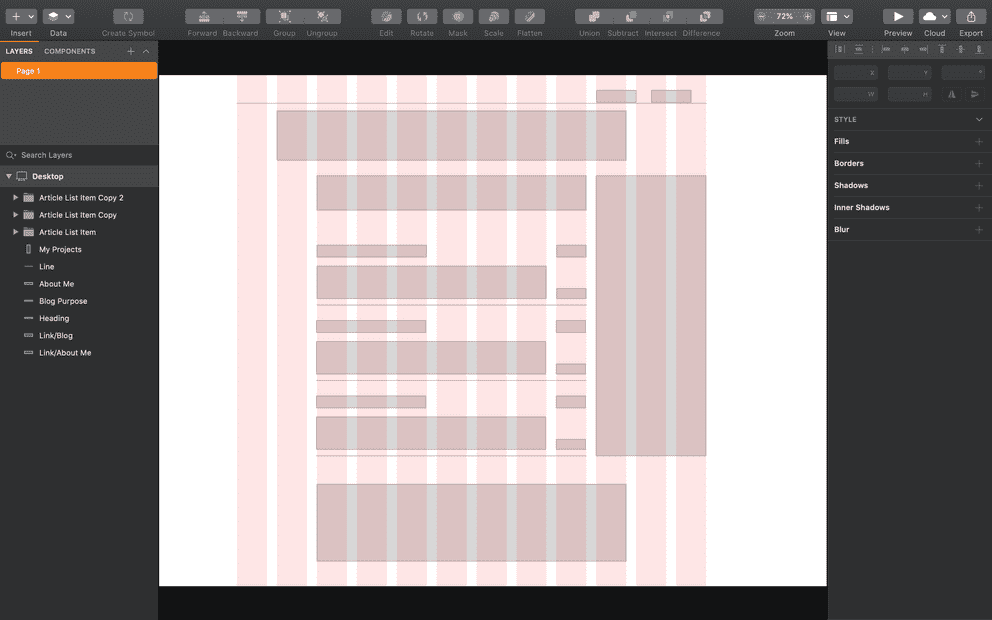 72%
Insert Data Create Symbol Forward Backward Group Ungroup Edit Rotate Mask Scale Flatten Union Subtract Intersect Difference Zoom View Preview Cloud Export
LAYERS COMPONENTS
Page 1
X Y °
W H
STYLE
Fills
Borders
Shadows
Inner Shadows
Blur
Search Layers
Desktop
Article List Item Copy 2
Article List Item Copy
Article List Item
My Projects
Line
About Me
Blog Purpose
Heading
Link/Blog
Link/About Me